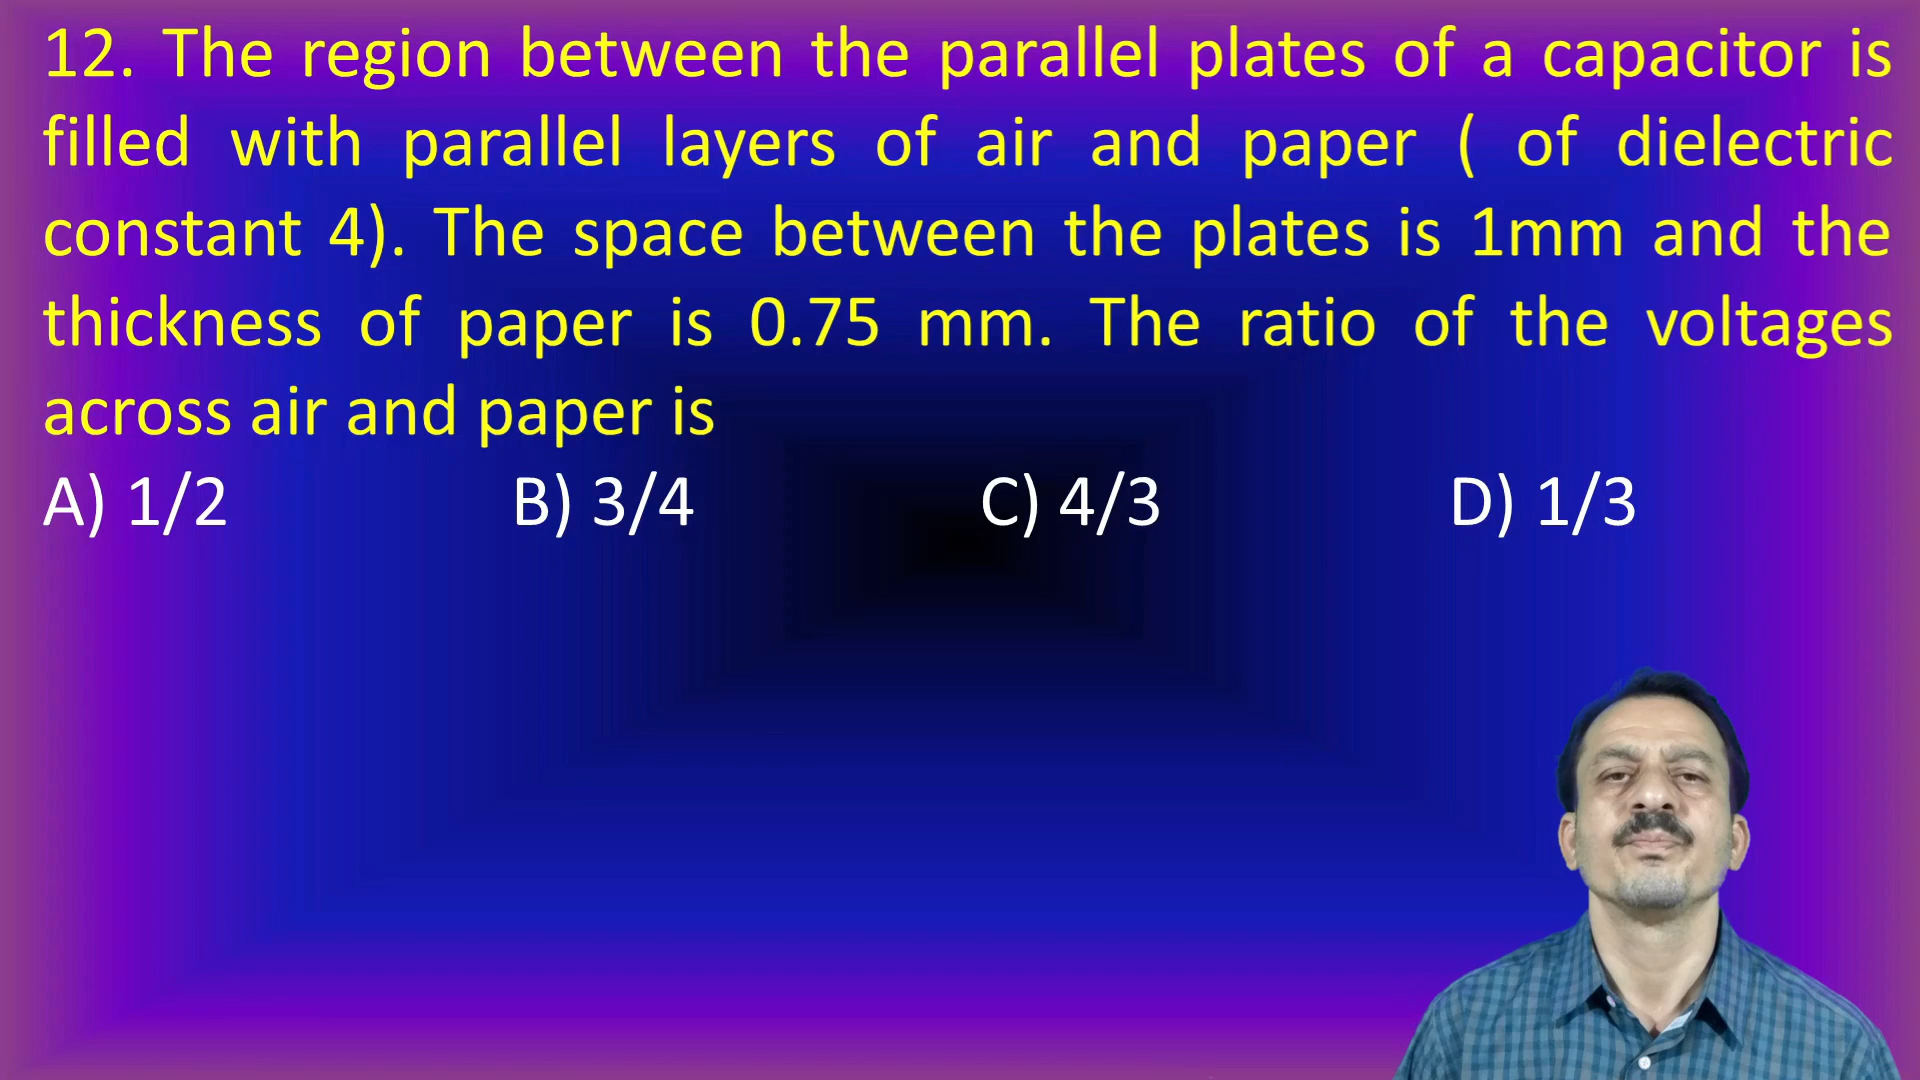 12. The region between the parallel plates of a capacitor is
filled with parallel layers of air and paper ( of dielectric
constant 4). The space between the plates is 1mm and the
thickness of paper is 0.75 mm. The ratio of the voltages
across air and paper is
A) 1/2 B) 3/4 C) 4/3 D) 1/3